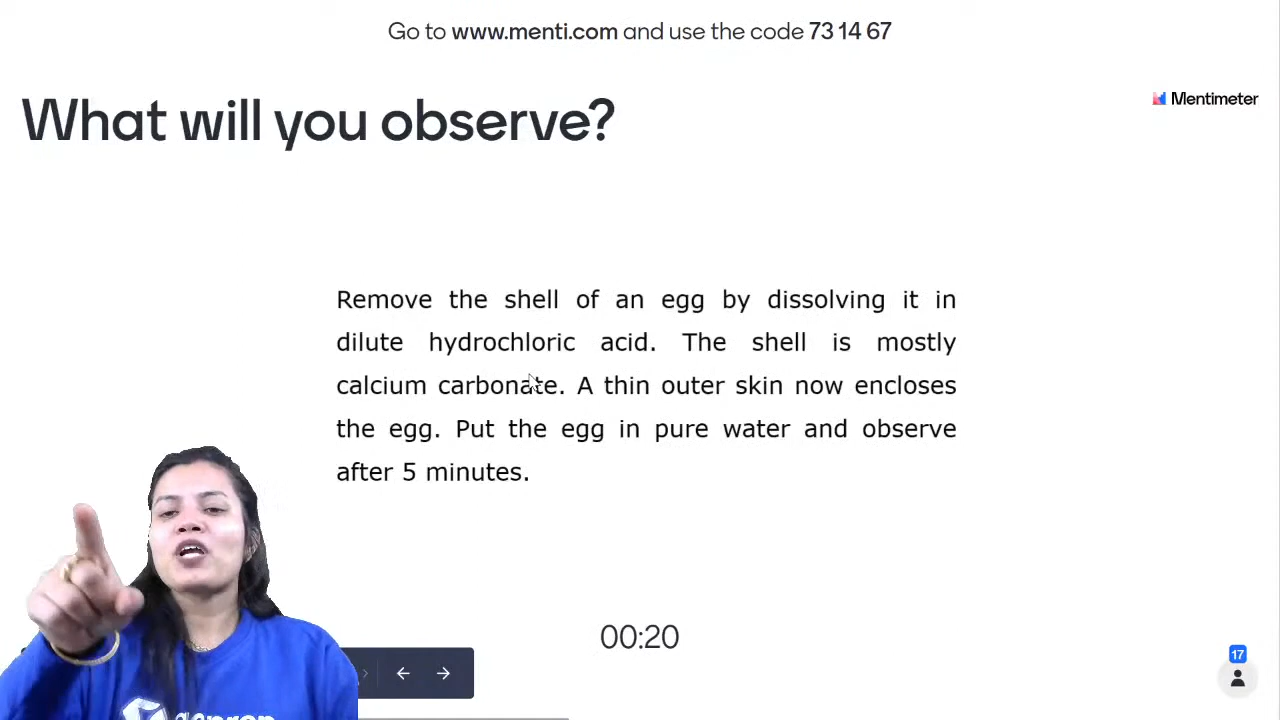 Go to www.menti.com and use the code 73 14 67
What will you observe?
Mentimeter
Remove the shell of an egg by dissolving it in
dilute hydrochloric acid. The shell is mostly
calcium carbonate. A thin outer skin now encloses
the egg. Put the egg in pure water and observe
after 5 minutes.
00:20
17